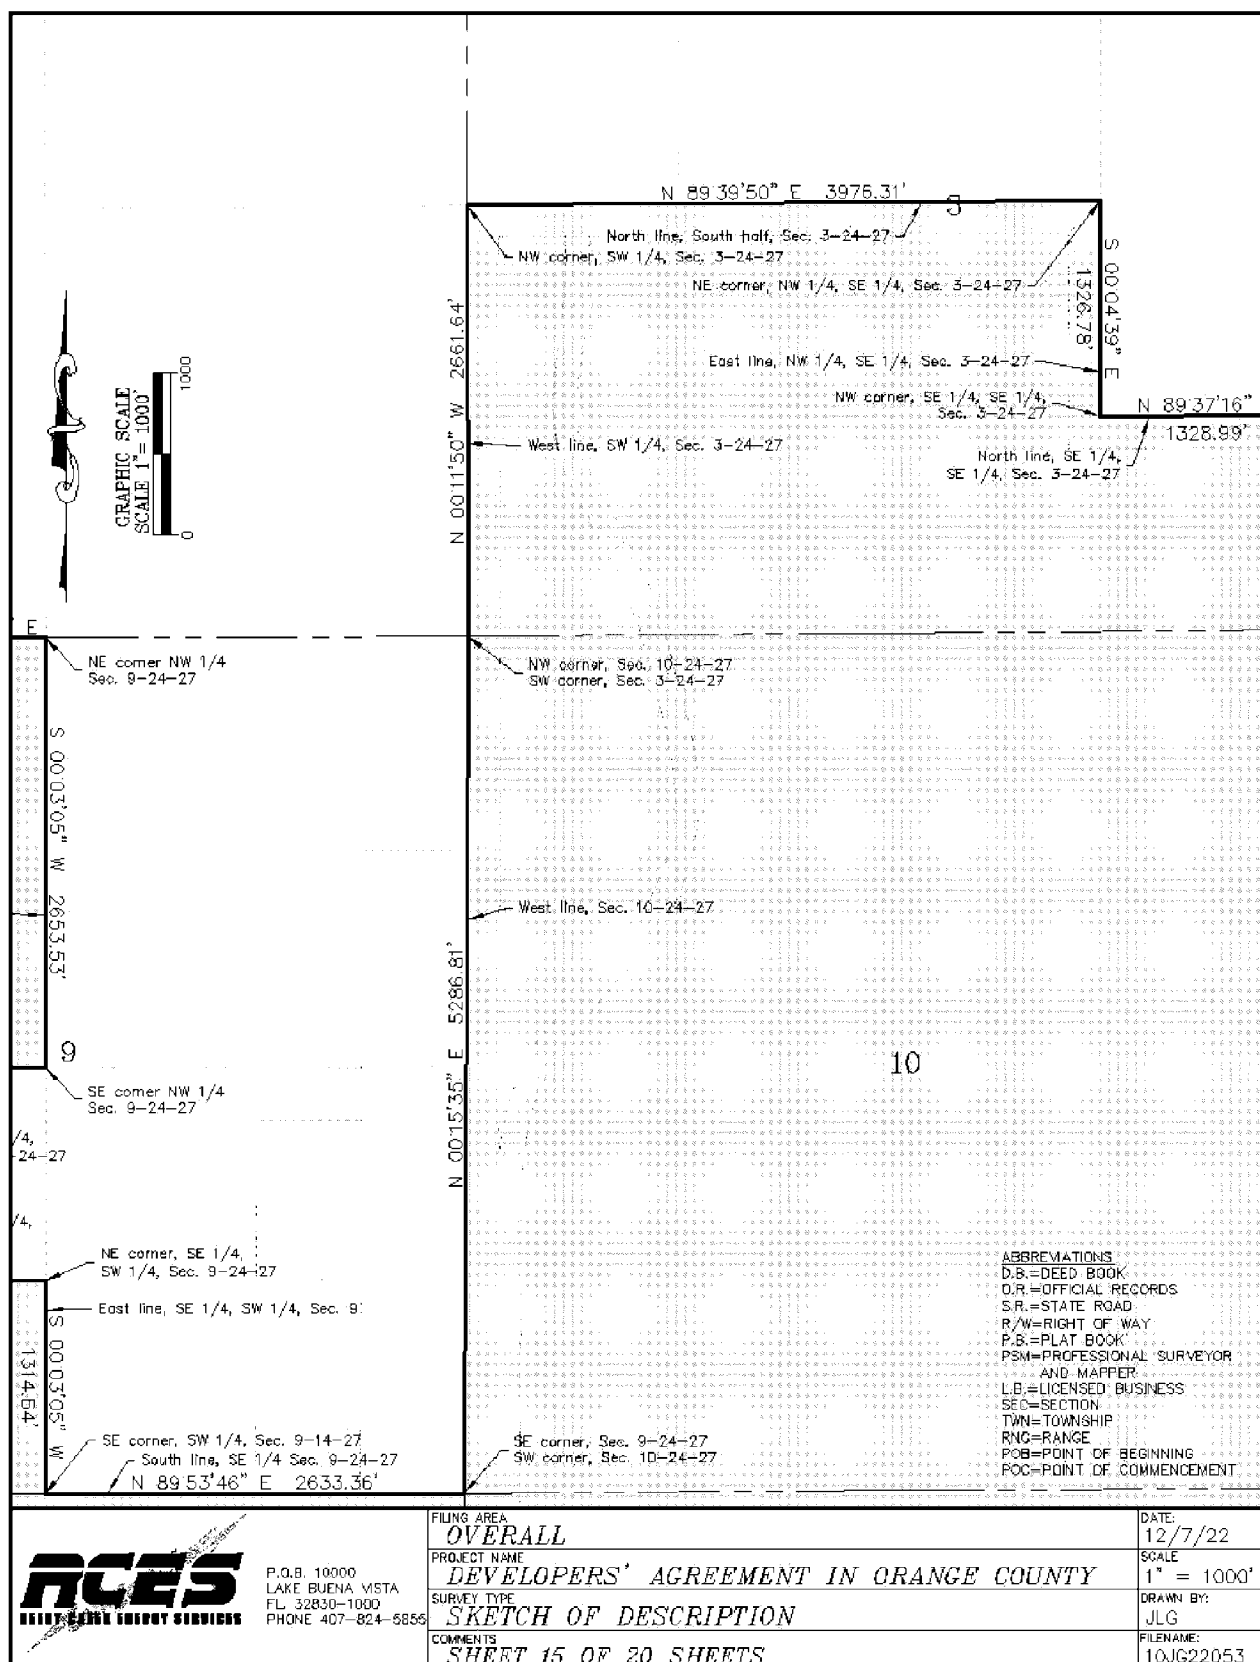 N 89°39'50" E 3976.31'
3
North line, South half, Sec. 3-24-27
NW corner, SW 1/4, Sec. 3-24-27
NE corner, NW 1/4, SE 1/4, Sec. 3-24-27
S 00°04'39" E
1326.78'
N 00°11'50" W 2661.64'
East line, NW 1/4, SE 1/4, Sec. 3-24-27
NW corner, SE 1/4, SE 1/4,
Sec. 3-24-27
N 89°37'16"
1328.99'
GRAPHIC SCALE
SCALE 1"= 1000'
1000
0
West line, SW 1/4, Sec. 3-24-27
North line, SE 1/4,
SE 1/4, Sec. 3-24-27
E
NE corner NW 1/4
Sec. 9-24-27
NW corner, Sec. 10-24-27
SW corner, Sec. 3-24-27
S 00°03'05" W 2653.53'
West line, Sec. 10-24-27
N 00°15'35" E 5286.81'
9
10
SE corner NW 1/4
Sec. 9-24-27
/4,
24-27
/4,
NE corner, SE 1/4,
SW 1/4, Sec. 9-24-27
East line, SE 1/4, SW 1/4, Sec. 9
S 00°03'05" W
1314.64'
ABBREVIATIONS
D.B.=DEED BOOK
O.R.=OFFICIAL RECORDS
S.R.=STATE ROAD
R/W=RIGHT OF WAY
P.B.=PLAT BOOK
PSM=PROFESSIONAL SURVEYOR
AND MAPPER
L.B.=LICENSED BUSINESS
SEC=SECTION
TWN=TOWNSHIP
RNG=RANGE
POB=POINT OF BEGINNING
POC=POINT OF COMMENCEMENT
SE corner, SW 1/4, Sec. 9-14-27
South line, SE 1/4 Sec. 9-24-27
N 89°53'46" E 2633.36'
SE corner, Sec. 9-24-27
SW corner, Sec. 10-24-27
RCES
REEDY CREEK ENERGY SERVICES
P.O.B. 10000
LAKE BUENA VISTA
FL 32830-1000
PHONE 407-824-5855
FILING AREA
OVERALL
PROJECT NAME
DEVELOPERS' AGREEMENT IN ORANGE COUNTY
SURVEY TYPE
SKETCH OF DESCRIPTION
COMMENTS
SHEET 15 OF 20 SHEETS
DATE:
12/7/22
SCALE
1" = 1000'
DRAWN BY:
JLG
FILENAME:
10JG22053